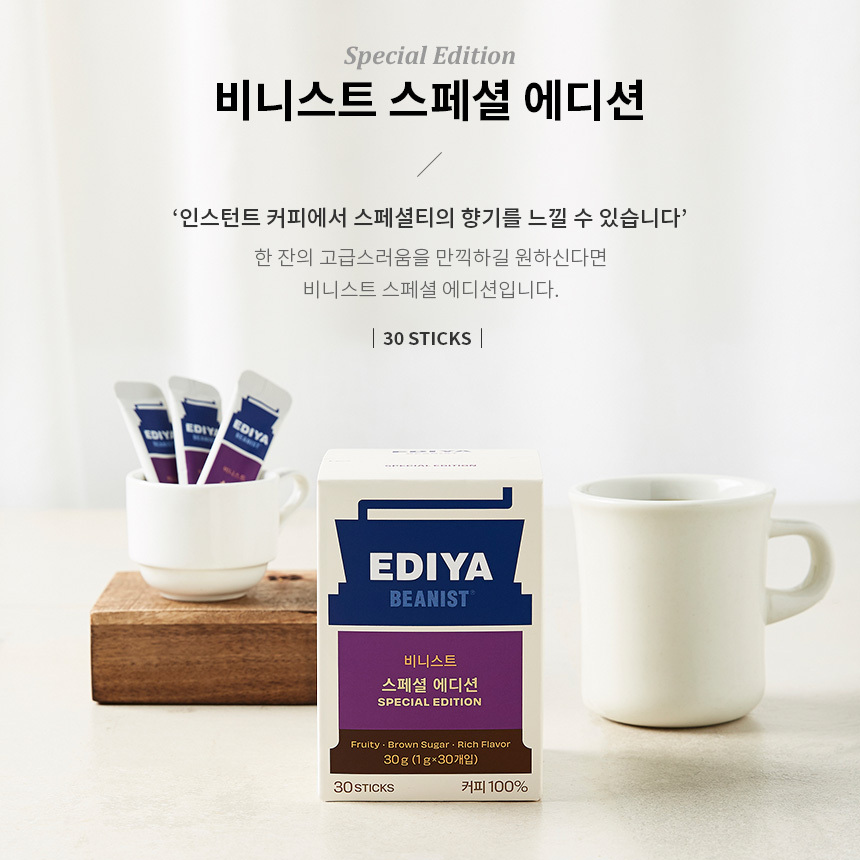 Special Edition
비니스트 스페셜 에디션
‘인스턴트 커피에서 스페셜티의 향기를 느낄 수 있습니다’
한 잔의 고급스러움을 만끽하길 원하신다면
비니스트 스페셜 에디션입니다.
| 30 STICKS |
EDIYA
BEANIST
EDIYA
BEANIST
EDIYA
BEANIST
EDIYA
SPECIAL EDITION
EDIYA
BEANIST
비니스트
스페셜 에디션
SPECIAL EDITION
Fruity · Brown Sugar · Rich Flavor
30g (1g×30개입)
30 STICKS 커피 100%